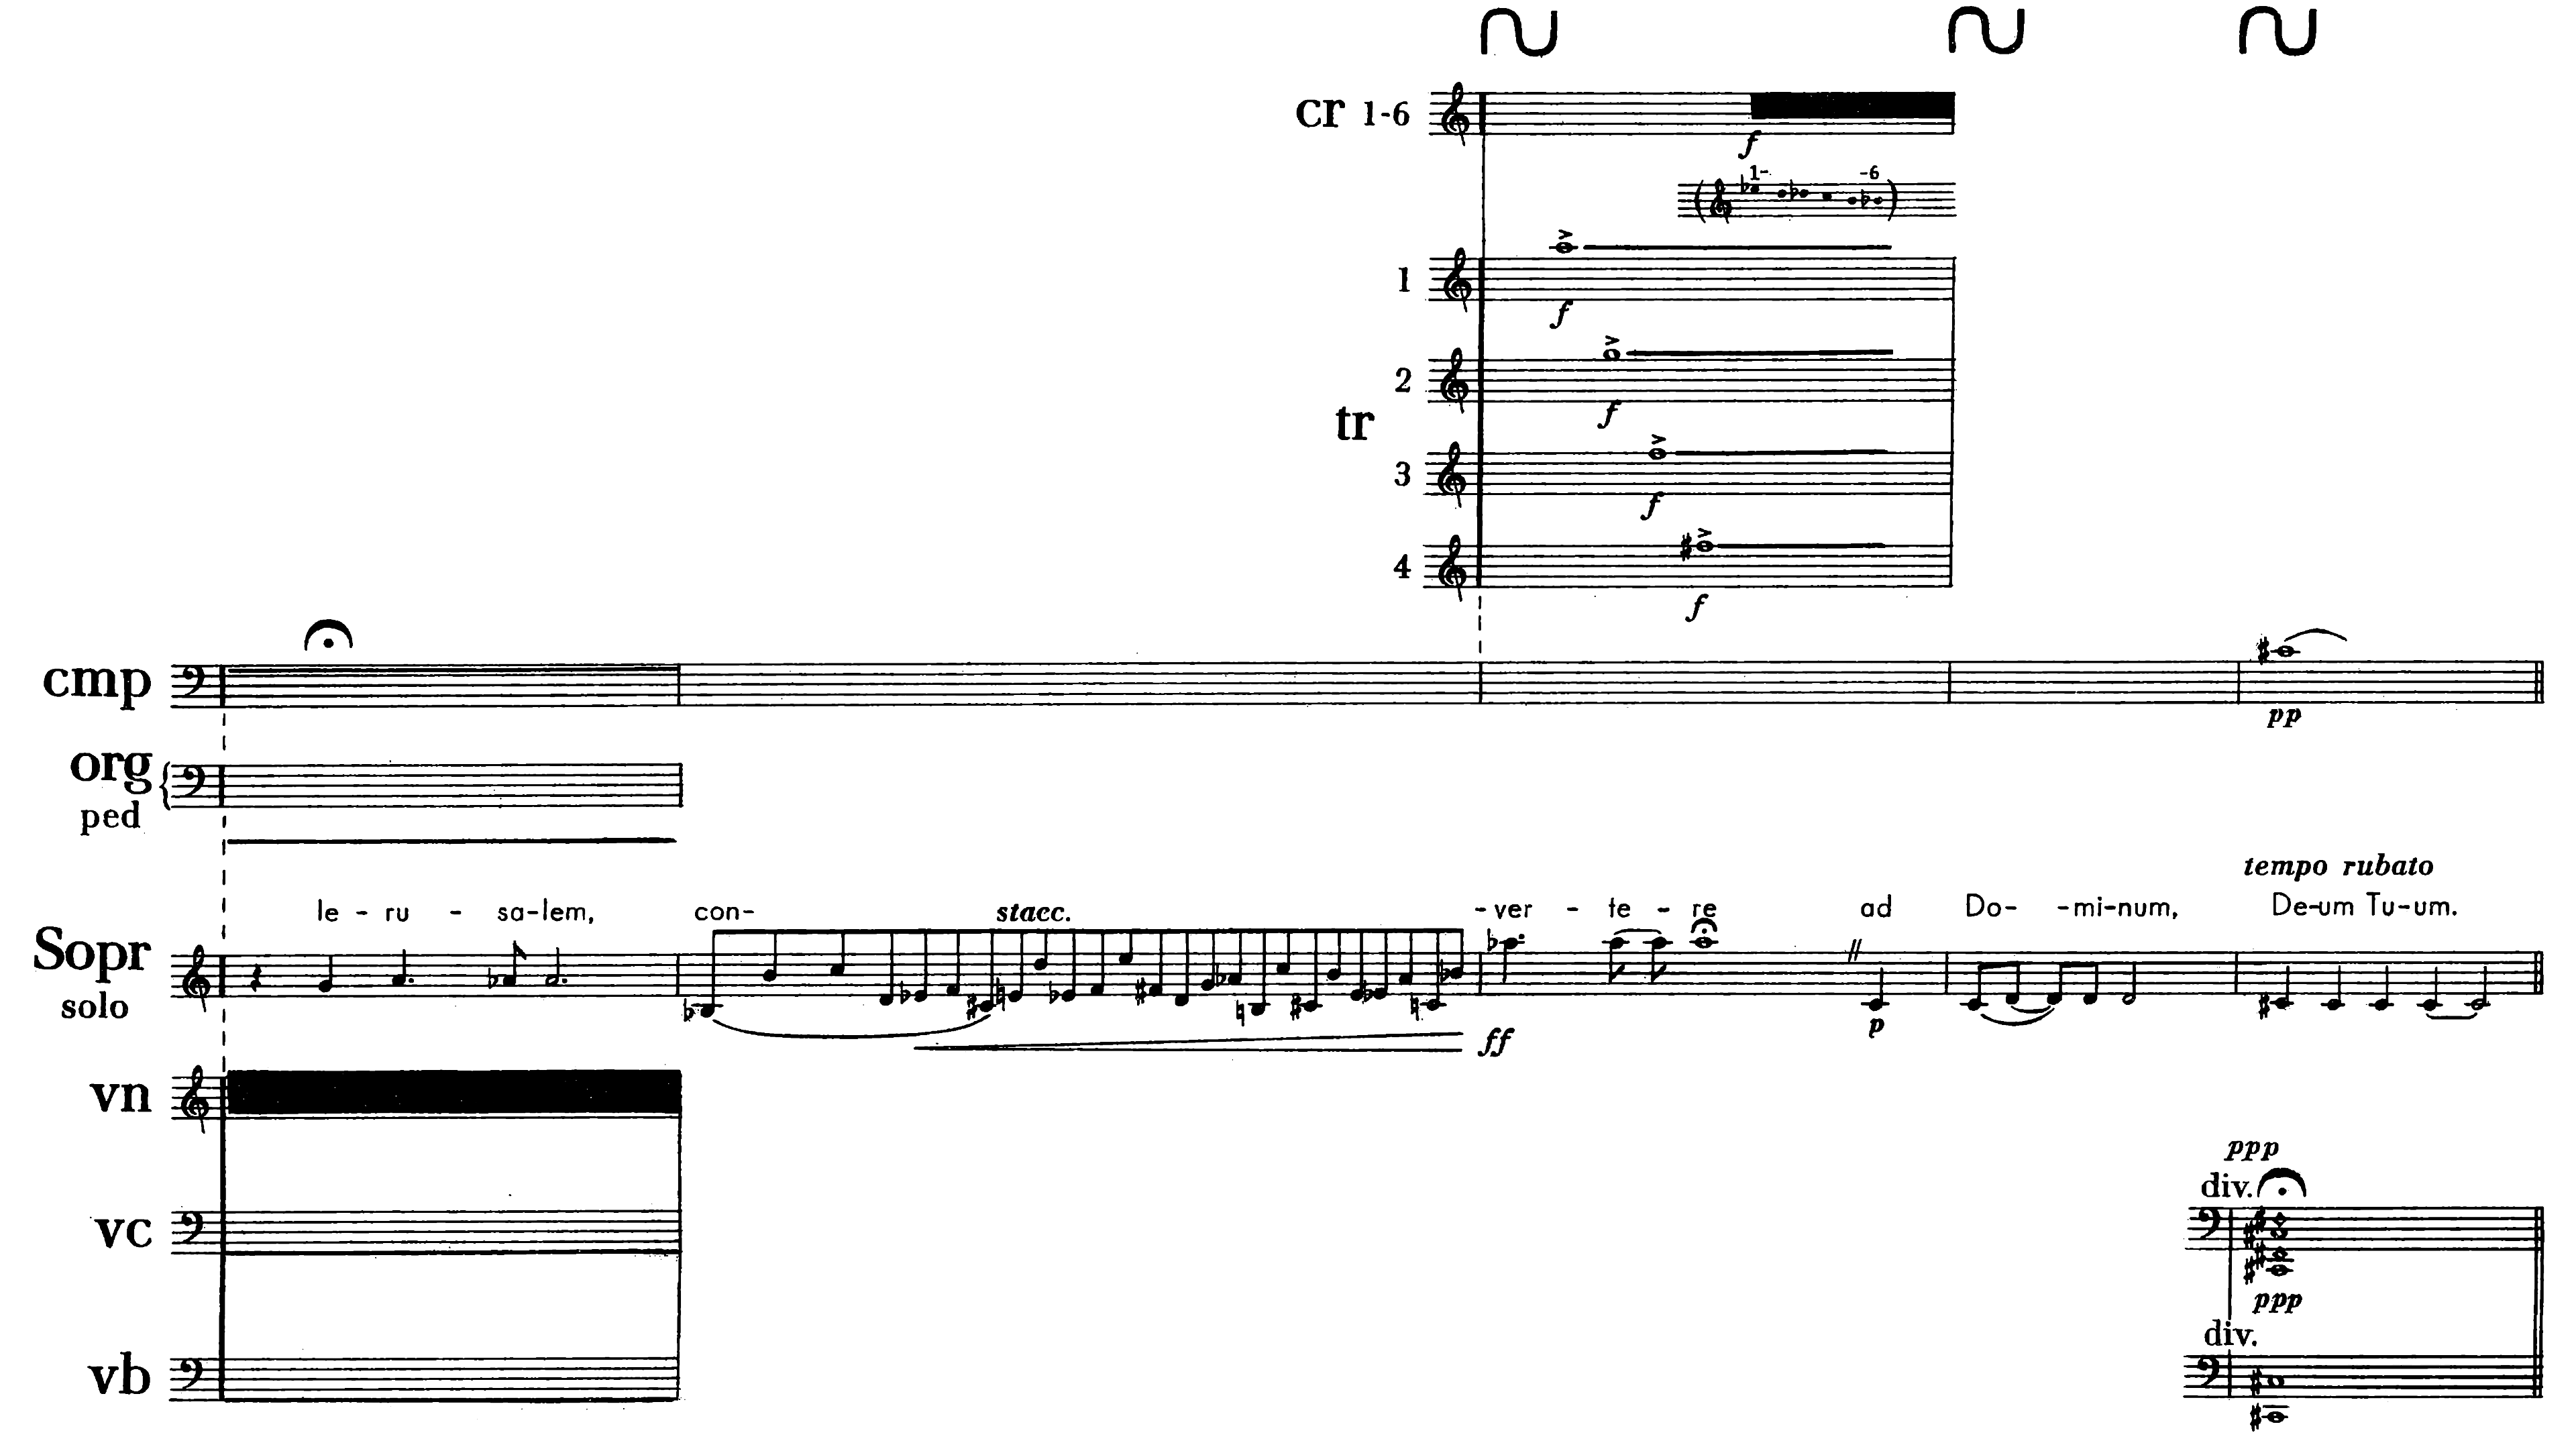 cr 1-6
f
1- -6
1
f
2
f
tr
3
f
4
f
cmp
pp
org
ped
tempo rubato
le - ru - sa-lem, con- stacc. - ver - te - re ad Do- -mi-num, De-um Tu-um.
Sopr
solo
p
ff
vn
ppp
div.
vc
ppp
div.
vb